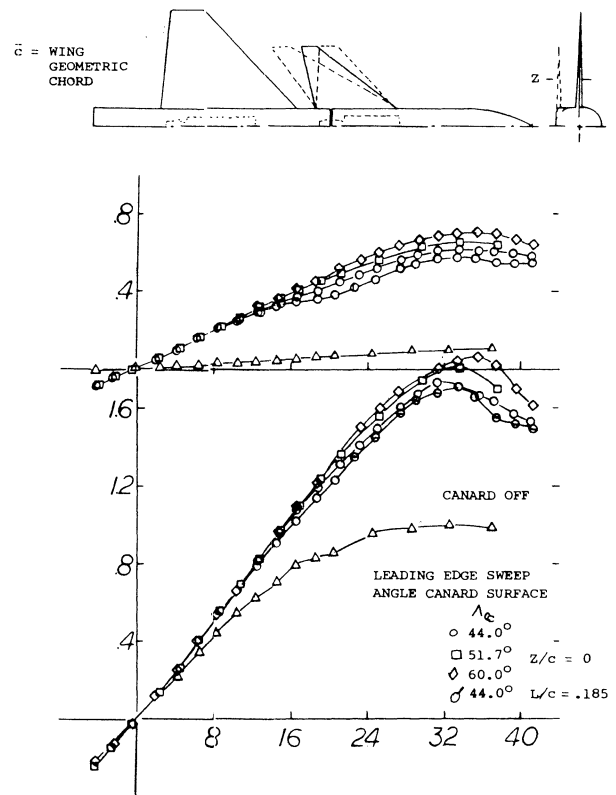 c̄ = WING
GEOMETRIC
CHORD
Z
.8
.4
1.6
1.2
CANARD OFF
.8
LEADING EDGE SWEEP
ANGLE CANARD SURFACE
Λ
○ 44.0°
□ 51.7° Z/c = 0
.4
◇ 60.0°
44.0° L/c = .185
8 16 24 32 40